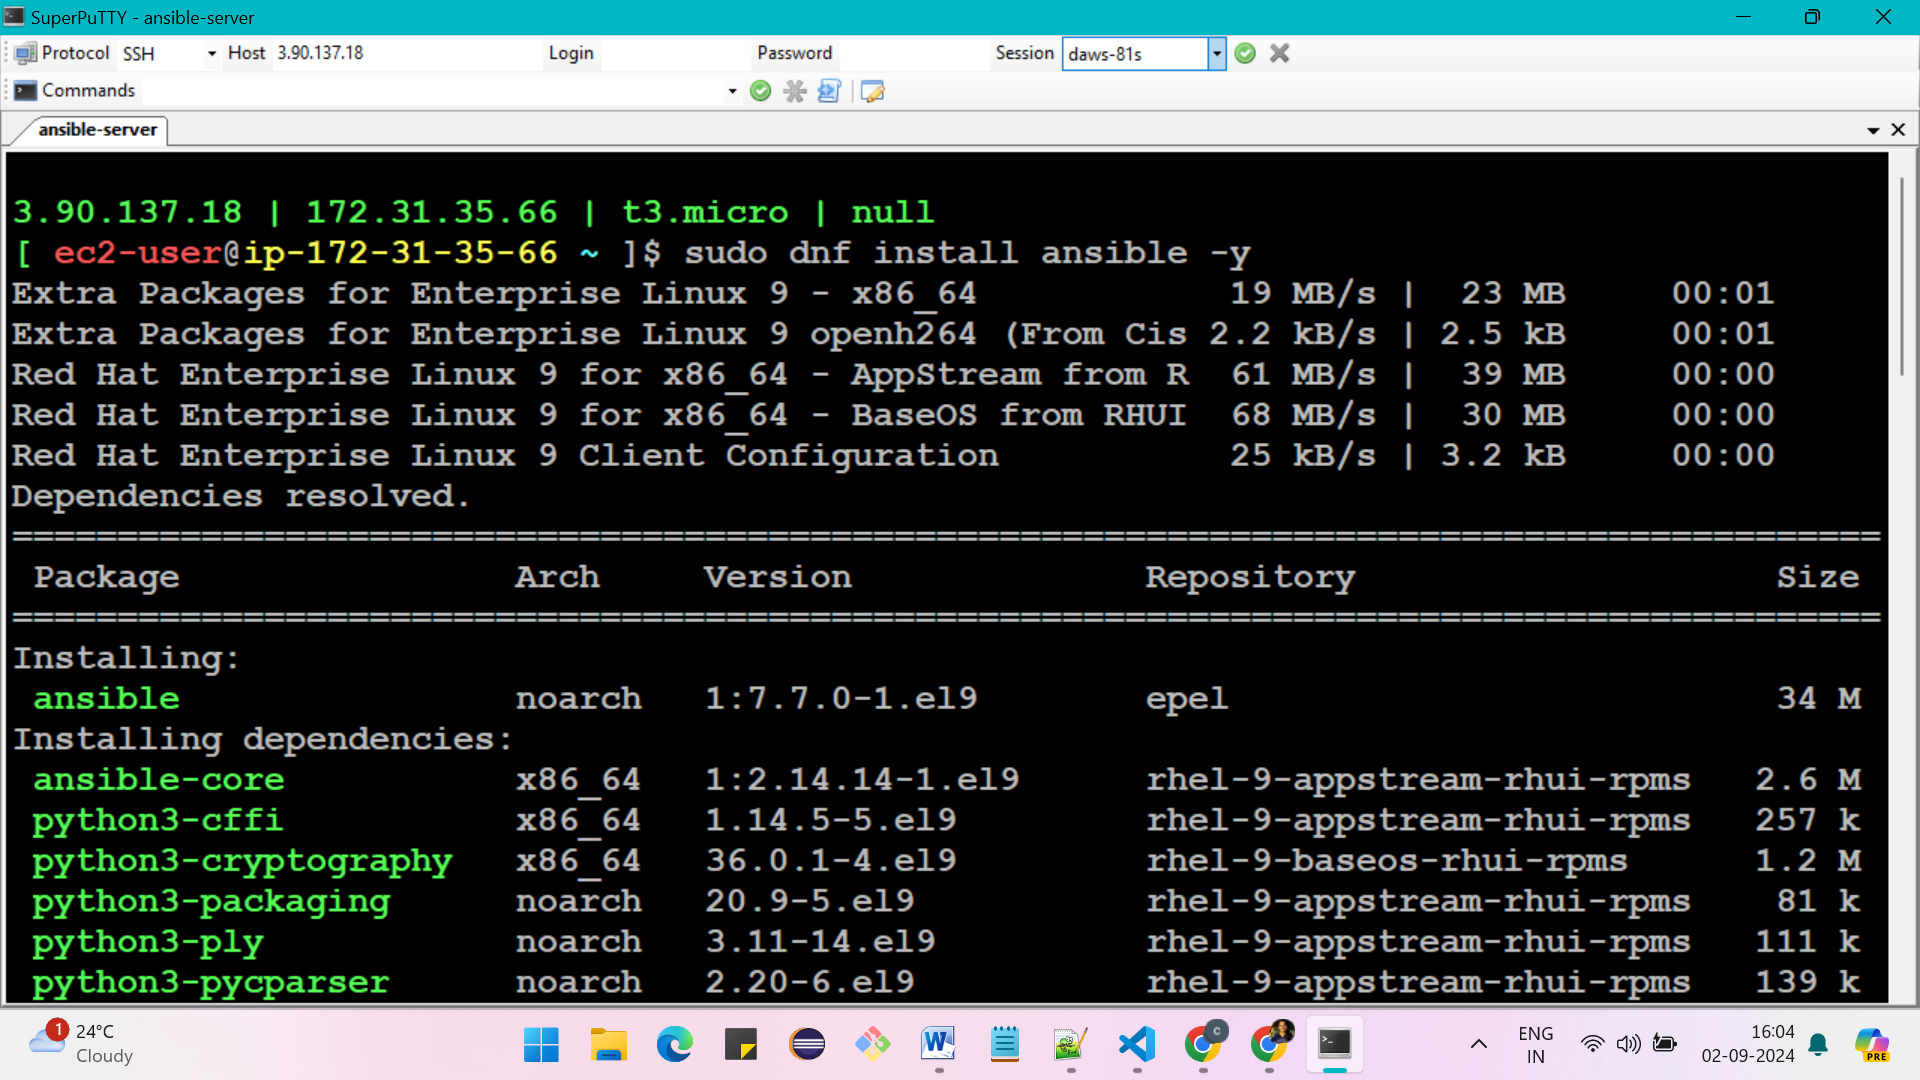 SuperPuTTY - ansible-server
Protocol SSH Host 3.90.137.18 Login Password Session daws-81s
Commands
ansible-server
3.90.137.18 | 172.31.35.66 | t3.micro | null
[ ec2-user@ip-172-31-35-66 ~ ]$ sudo dnf install ansible -y
Extra Packages for Enterprise Linux 9 - x86_64 19 MB/s | 23 MB 00:01
Extra Packages for Enterprise Linux 9 openh264 (From Cis 2.2 kB/s | 2.5 kB 00:01
Red Hat Enterprise Linux 9 for x86_64 - AppStream from R 61 MB/s | 39 MB 00:00
Red Hat Enterprise Linux 9 for x86_64 - BaseOS from RHUI 68 MB/s | 30 MB 00:00
Red Hat Enterprise Linux 9 Client Configuration 25 kB/s | 3.2 kB 00:00
Dependencies resolved.
=========================================================================================
Package Arch Version Repository Size
=========================================================================================
Installing:
ansible noarch 1:7.7.0-1.el9 epel 34 M
Installing dependencies:
ansible-core x86_64 1:2.14.14-1.el9 rhel-9-appstream-rhui-rpms 2.6 M
python3-cffi x86_64 1.14.5-5.el9 rhel-9-appstream-rhui-rpms 257 k
python3-cryptography x86_64 36.0.1-4.el9 rhel-9-baseos-rhui-rpms 1.2 M
python3-packaging noarch 20.9-5.el9 rhel-9-appstream-rhui-rpms 81 k
python3-ply noarch 3.11-14.el9 rhel-9-appstream-rhui-rpms 111 k
python3-pycparser noarch 2.20-6.el9 rhel-9-appstream-rhui-rpms 139 k
1 24°C ENG 16:04
Cloudy IN 02-09-2024 PRE